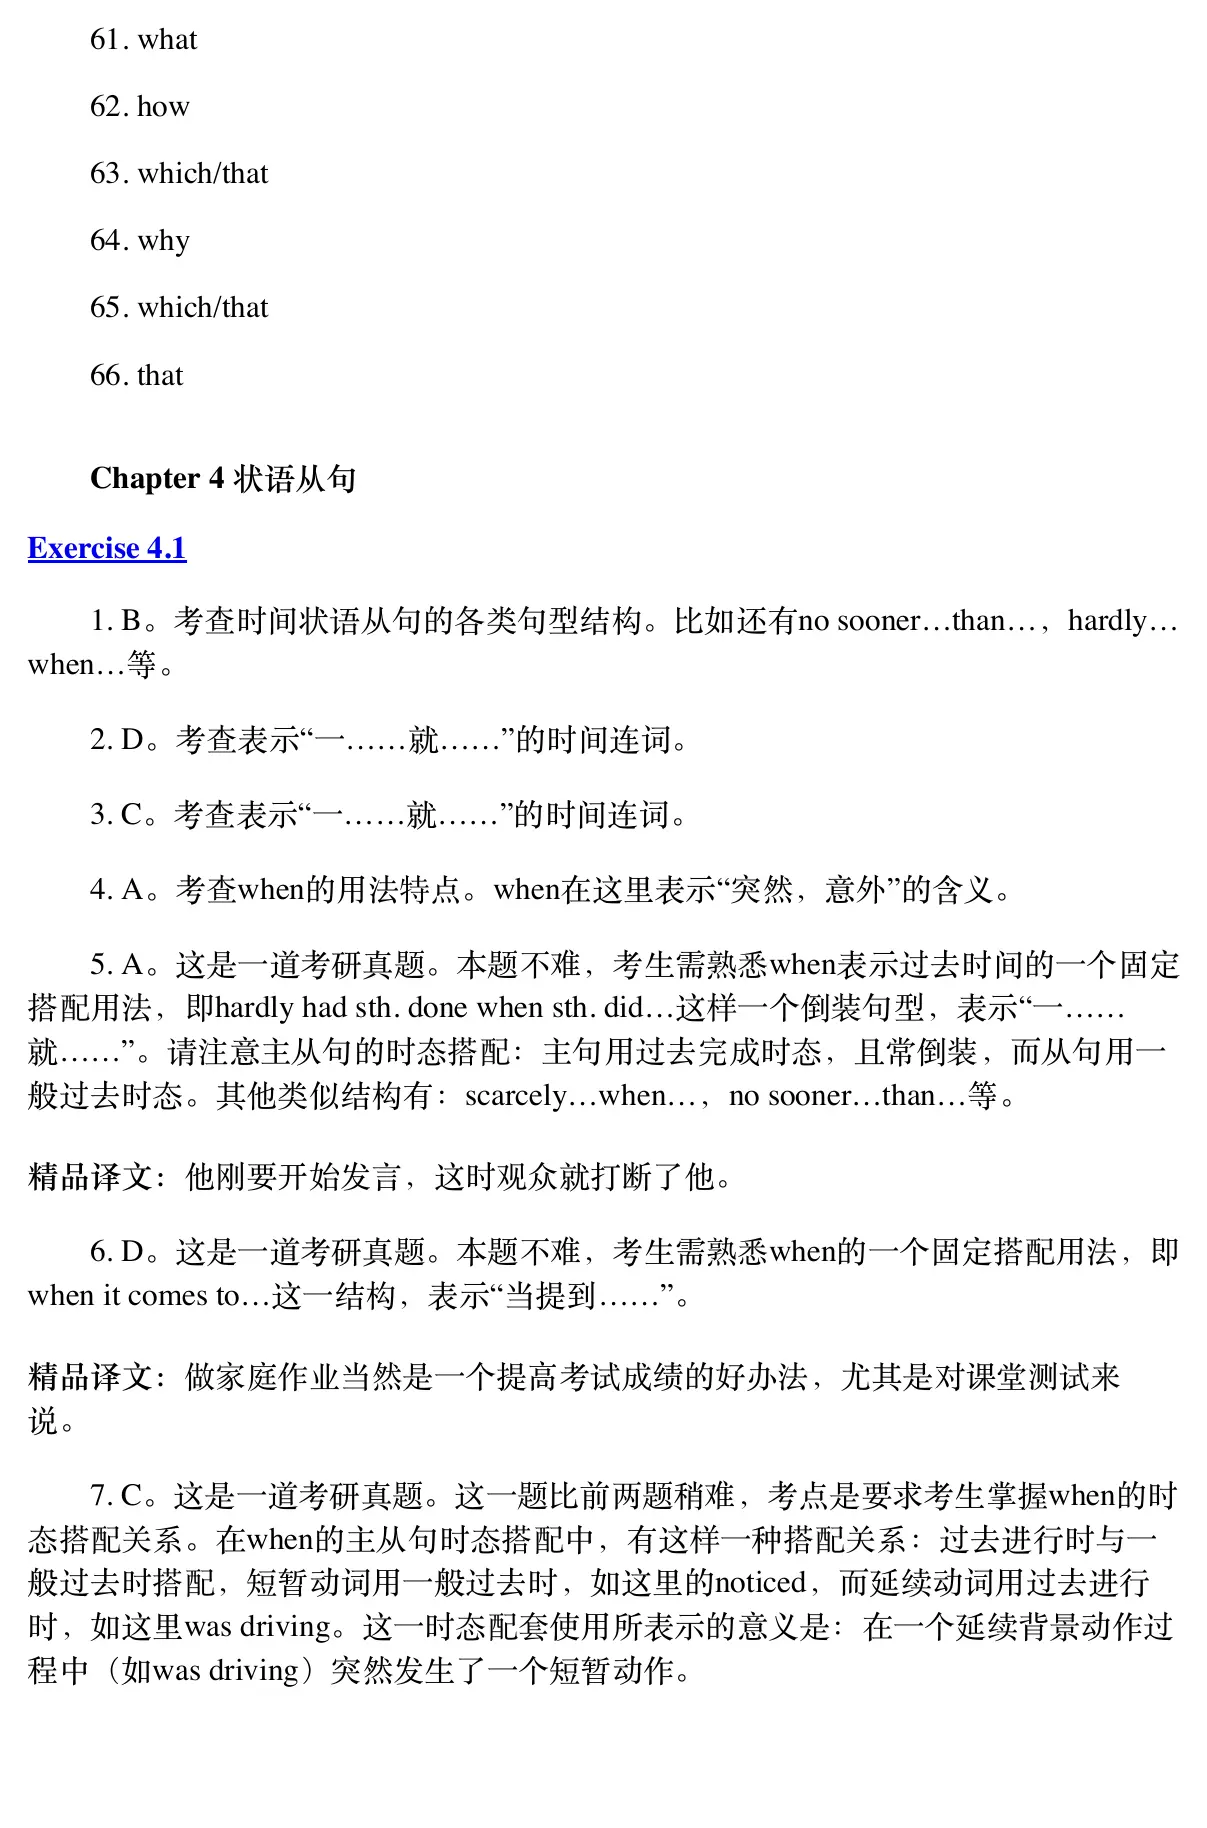 61. what
62. how
63. which/that
64. why
65. which/that
66. that
Chapter 4 状语从句
Exercise 4.1
1. B。考查时间状语从句的各类句型结构。比如还有no sooner…than…，hardly…
when…等。
2. D。考查表示“一……就……”的时间连词。
3. C。考查表示“一……就……”的时间连词。
4. A。考查when的用法特点。when在这里表示“突然，意外”的含义。
5. A。这是一道考研真题。本题不难，考生需熟悉when表示过去时间的一个固定
搭配用法，即hardly had sth. done when sth. did…这样一个倒装句型，表示“一……
就……”。请注意主从句的时态搭配：主句用过去完成时态，且常倒装，而从句用一
般过去时态。其他类似结构有：scarcely…when…，no sooner…than…等。
精品译文：他刚要开始发言，这时观众就打断了他。
6. D。这是一道考研真题。本题不难，考生需熟悉when的一个固定搭配用法，即
when it comes to…这一结构，表示“当提到……”。
精品译文：做家庭作业当然是一个提高考试成绩的好办法，尤其是对课堂测试来
说。
7. C。这是一道考研真题。这一题比前两题稍难，考点是要求考生掌握when的时
态搭配关系。在when的主从句时态搭配中，有这样一种搭配关系：过去进行时与一
般过去时搭配，短暂动词用一般过去时，如这里的noticed，而延续动词用过去进行
时，如这里was driving。这一时态配套使用所表示的意义是：在一个延续背景动作过
程中（如was driving）突然发生了一个短暂动作。